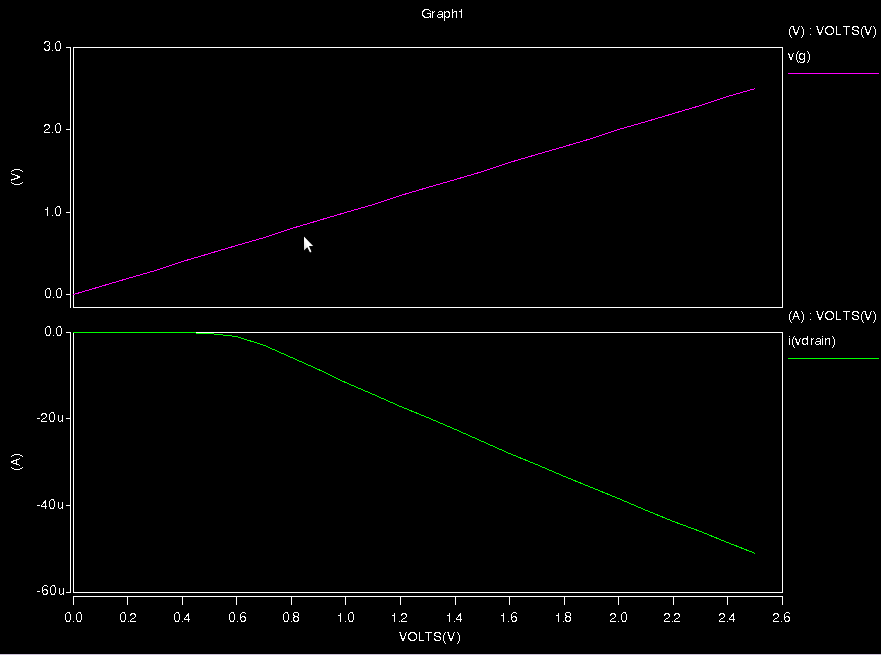 Graph1
(V) : VOLTS(V)
v(g)
3.0
2.0
(V)
1.0
0.0
(A) : VOLTS(V)
0.0
i(vdrain)
-20u
(A)
-40u
-60u
0.0 0.2 0.4 0.6 0.8 1.0 1.2 1.4 1.6 1.8 2.0 2.2 2.4 2.6
VOLTS(V)